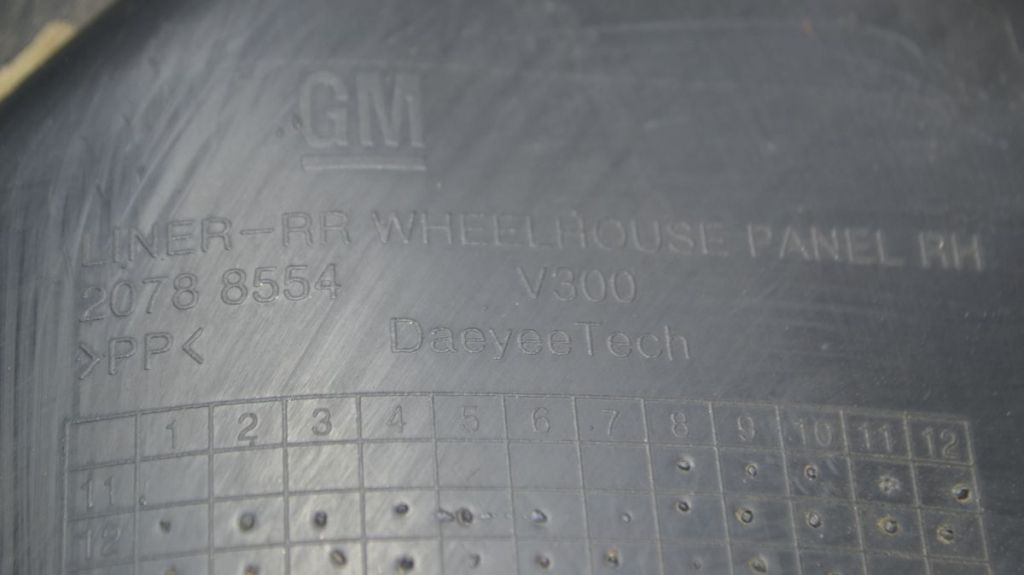 GM
LINER-RR WHEELHOUSE PANEL RH
2078 8554 V300
>PP< DaeyeeTech
1 2 3 4 5 6 7 8 9 10 11 12
11
12